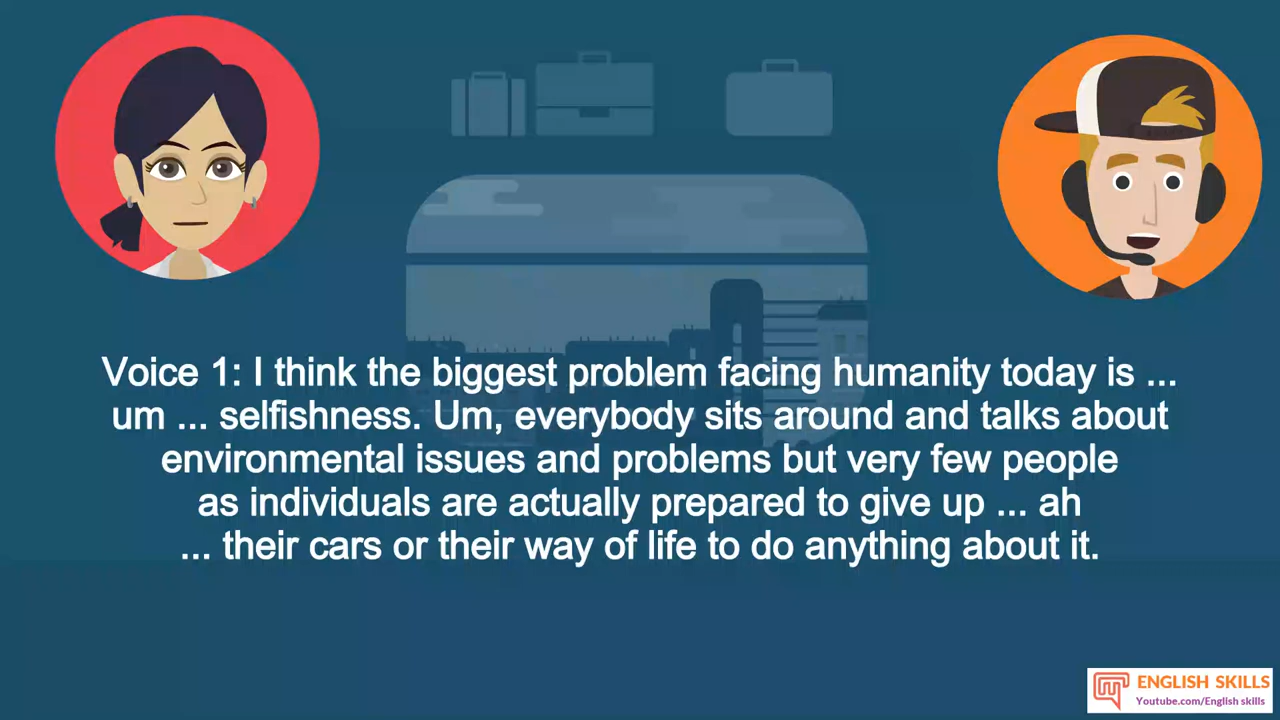 Voice 1: I think the biggest problem facing humanity today is ...
um ... selfishness. Um, everybody sits around and talks about
environmental issues and problems but very few people
as individuals are actually prepared to give up ... ah
... their cars or their way of life to do anything about it.
ENGLISH SKILLS
Youtube.com/English skills